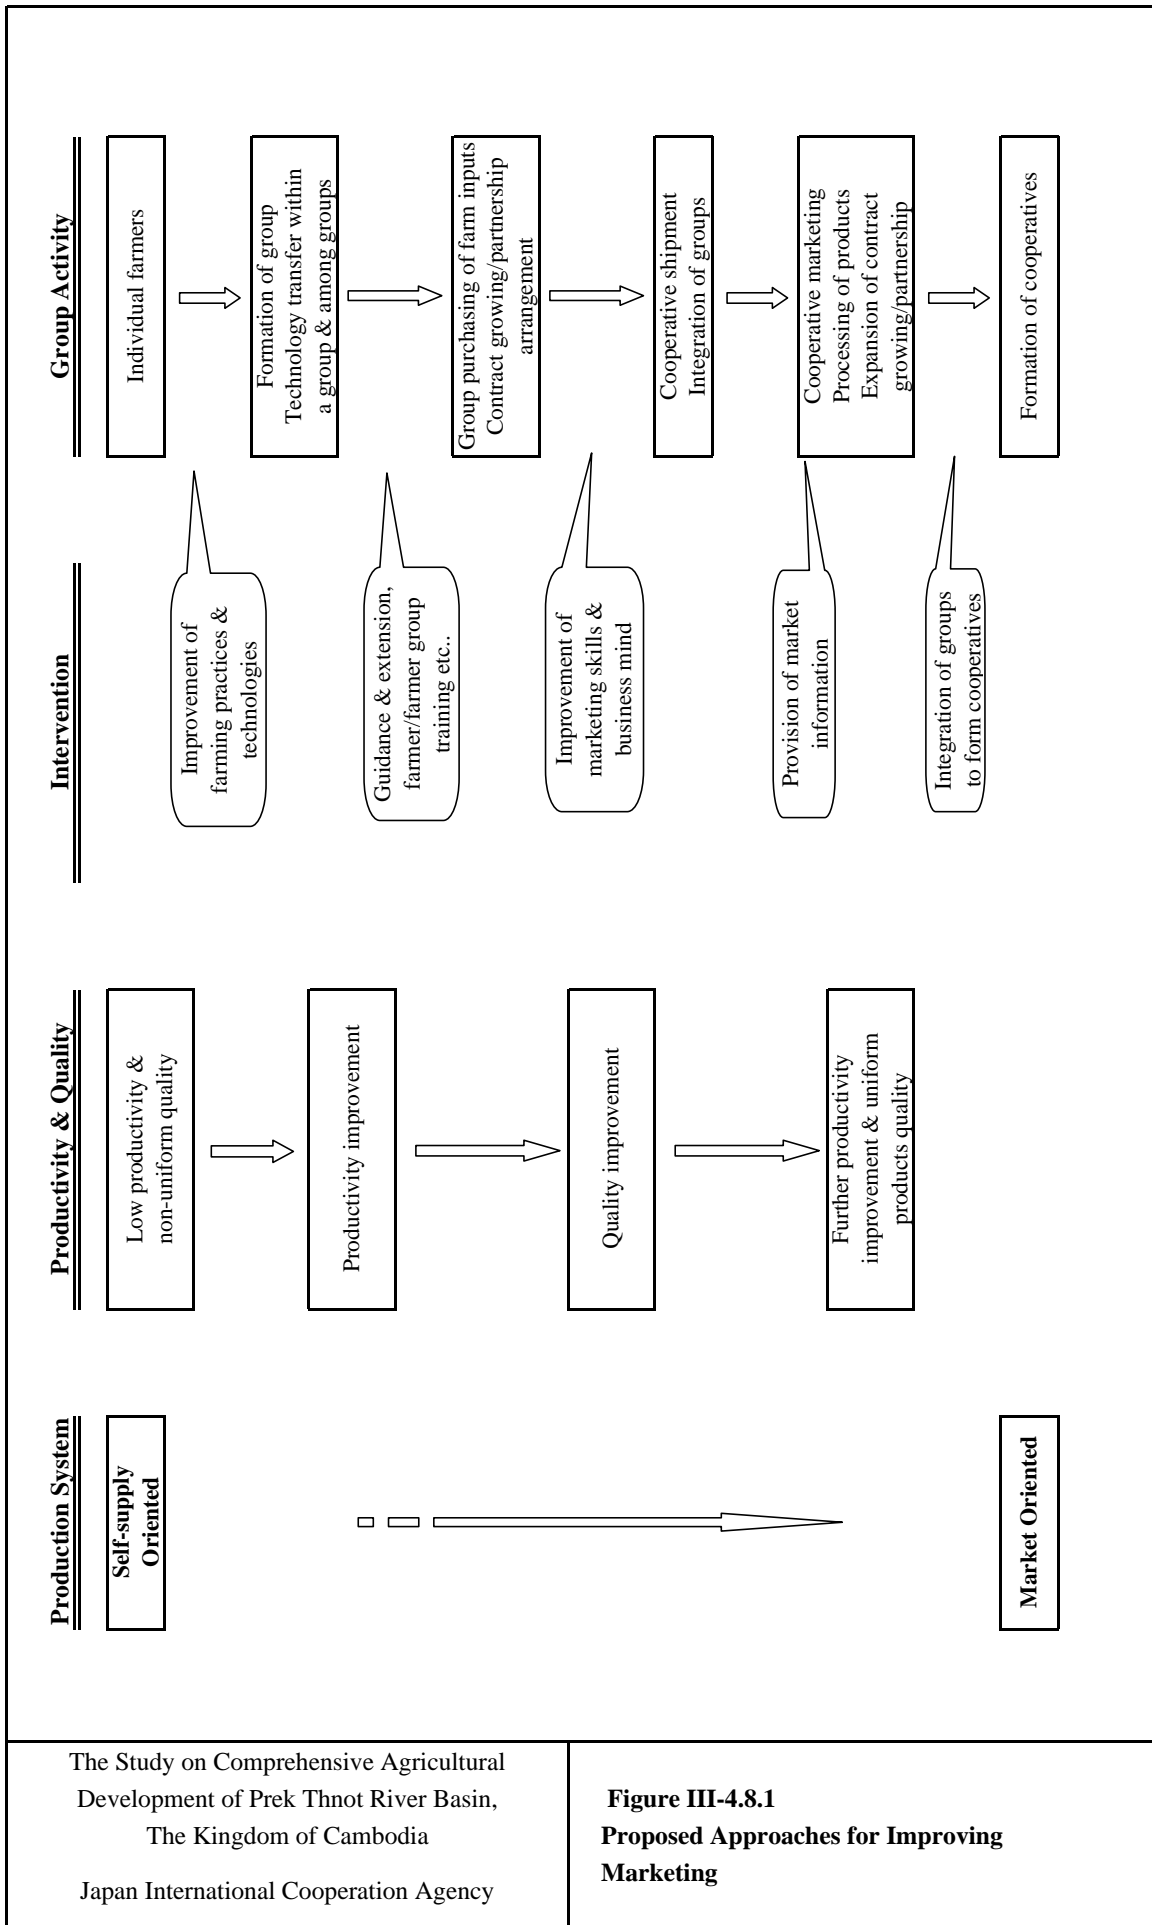 Production System
Productivity & Quality
Intervention
Group Activity
Self-supply
Oriented
Low productivity &
non-uniform quality
Improvement of
farming practices &
technologies
Individual farmers
Productivity improvement
Guidance & extension,
farmer/farmer group
training etc..
Formation of group
Technology transfer within
a group & among groups
Quality improvement
Improvement of
marketing skills &
business mind
Group purchasing of farm inputs
Contract growing/partnership
arrangement
Cooperative shipment
Integration of groups
Further productivity
improvement & uniform
products quality
Provision of market
information
Cooperative marketing
Processing of products
Expansion of contract
growing/partnership
Integration of groups
to form cooperatives
Market Oriented
Formation of cooperatives
The Study on Comprehensive Agricultural
Development of Prek Thnot River Basin,
The Kingdom of Cambodia
Japan International Cooperation Agency
Figure III-4.8.1
Proposed Approaches for Improving
Marketing